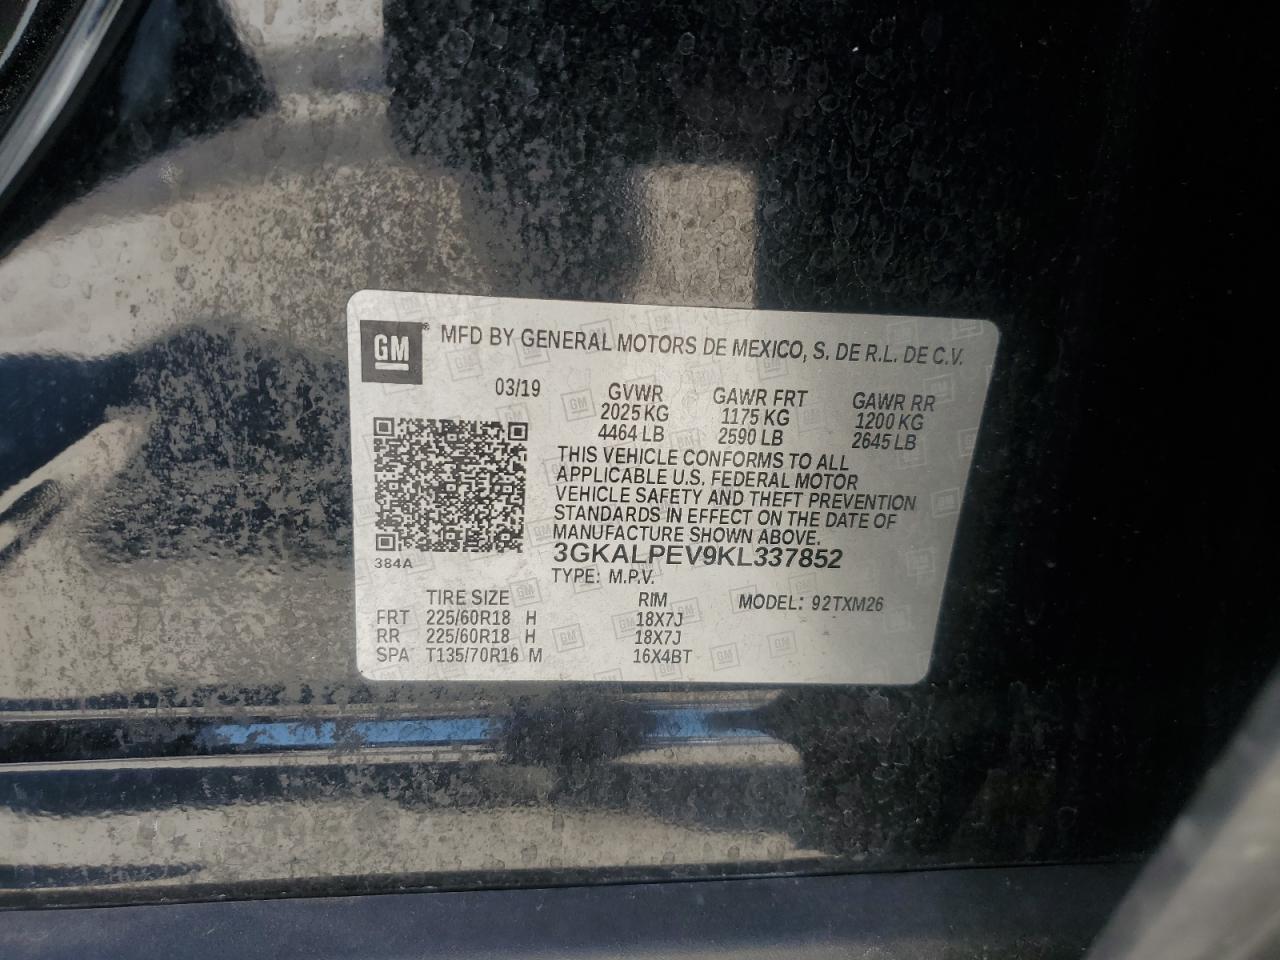 GM® MFD BY GENERAL MOTORS DE MEXICO, S. DE R.L. DE C.V.
03/19 GVWR GAWR FRT GAWR RR
2025 KG 1175 KG 1200 KG
4464 LB 2590 LB 2645 LB
THIS VEHICLE CONFORMS TO ALL
APPLICABLE U.S. FEDERAL MOTOR
VEHICLE SAFETY AND THEFT PREVENTION
STANDARDS IN EFFECT ON THE DATE OF
MANUFACTURE SHOWN ABOVE.
384A 3GKALPEV9KL337852
TYPE: M.P.V.
TIRE SIZE RIM MODEL: 92TXM26
FRT 225/60R18 H 18X7J
RR 225/60R18 H 18X7J
SPA T135/70R16 M 16X4BT